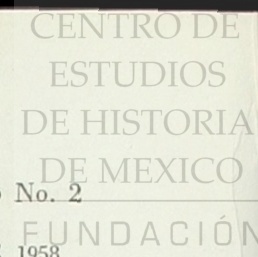 CENTRO DE
ESTUDIOS
DE HISTORIA
DE MEXICO
No. 2
FUNDACIÓN
1958